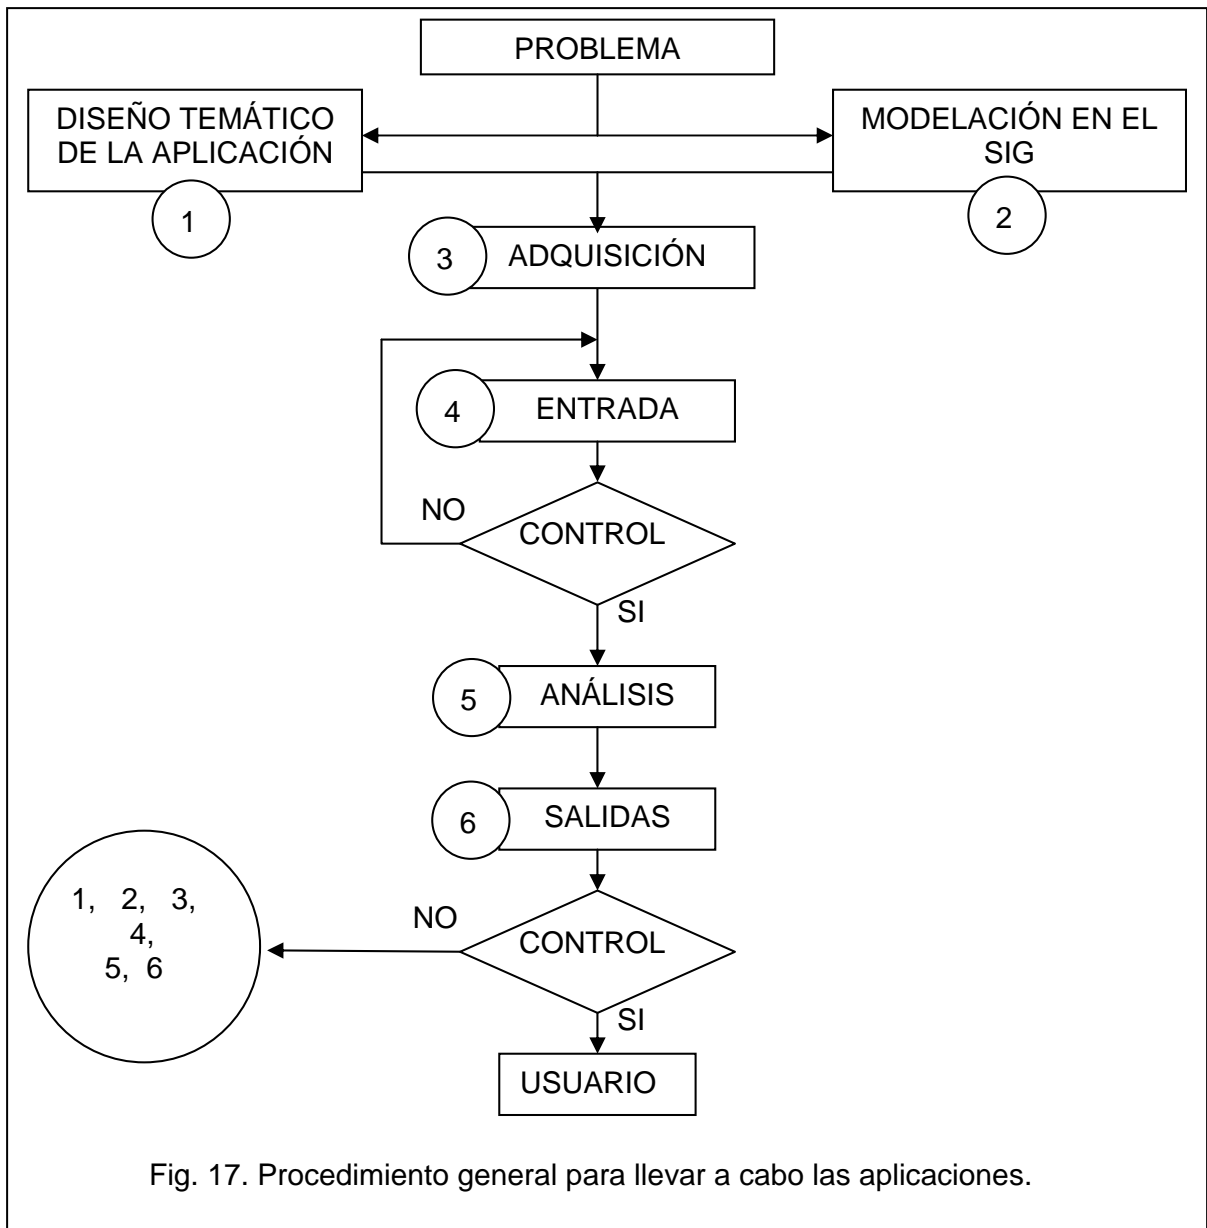 PROBLEMA
DISEÑO TEMÁTICO
DE LA APLICACIÓN
MODELACIÓN EN EL
SIG
1
2
3
ADQUISICIÓN
4
ENTRADA
NO
CONTROL
SI
5
ANÁLISIS
6
SALIDAS
1, 2, 3,
4,
5, 6
NO
CONTROL
SI
USUARIO
Fig. 17. Procedimiento general para llevar a cabo las aplicaciones.